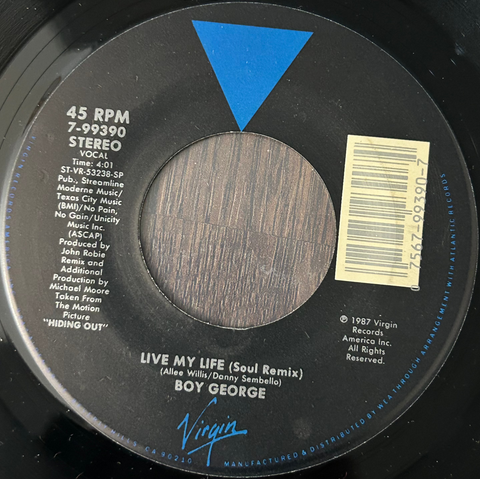 45 RPM
7-99390
STEREO
VOCAL
Time: 4:01
ST-VR-53238-SP
Pub., Streamline
Moderne Music/
Texas City Music
(BMI)/No Pain,
No Gain/Unicity
Music Inc.
(ASCAP)
Produced by
John Robie
Remix and
Additional
Production by
Michael Moore
Taken From
The Motion
Picture
"HIDING OUT"
0 7567-99390-7
℗ 1987 Virgin
Records
America Inc.
All Rights
Reserved.
LIVE MY LIFE (Soul Remix)
(Allee Willis/Danny Sembello)
BOY GEORGE
Virgin
CA 90210
MANUFACTURED & DISTRIBUTED BY WEA THROUGH ARRANGEMENT WITH ATLANTIC RECORDS